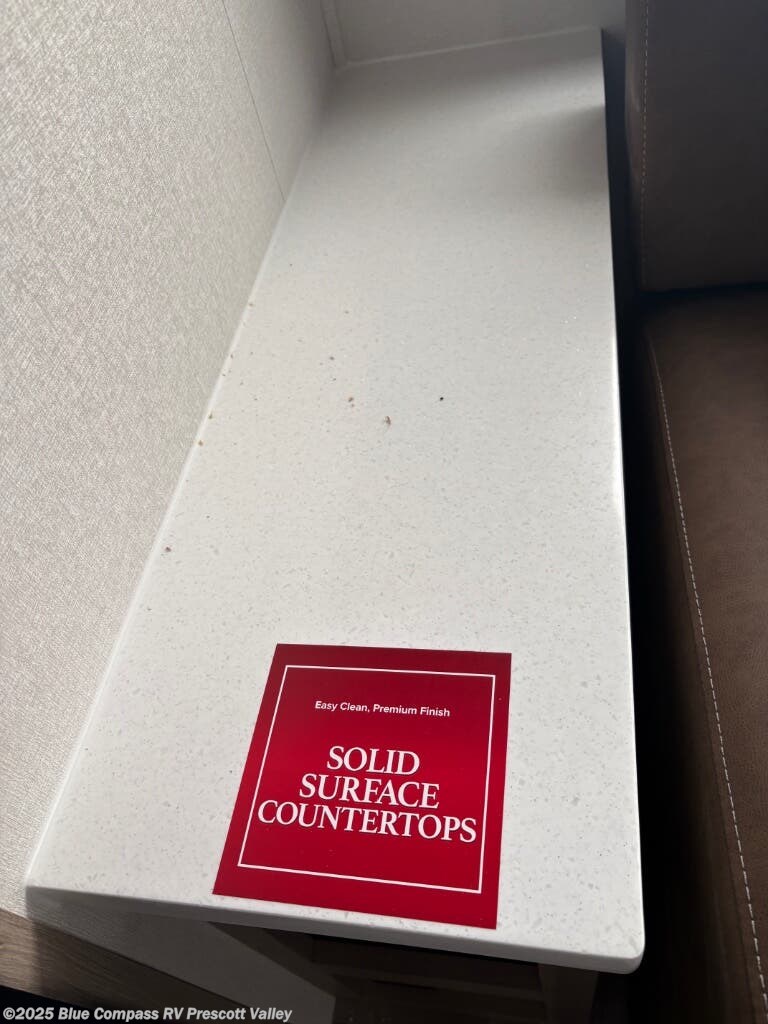 Easy Clean, Premium Finish
SOLID
SURFACE
COUNTERTOPS
©2025 Blue Compass RV Prescott Valley